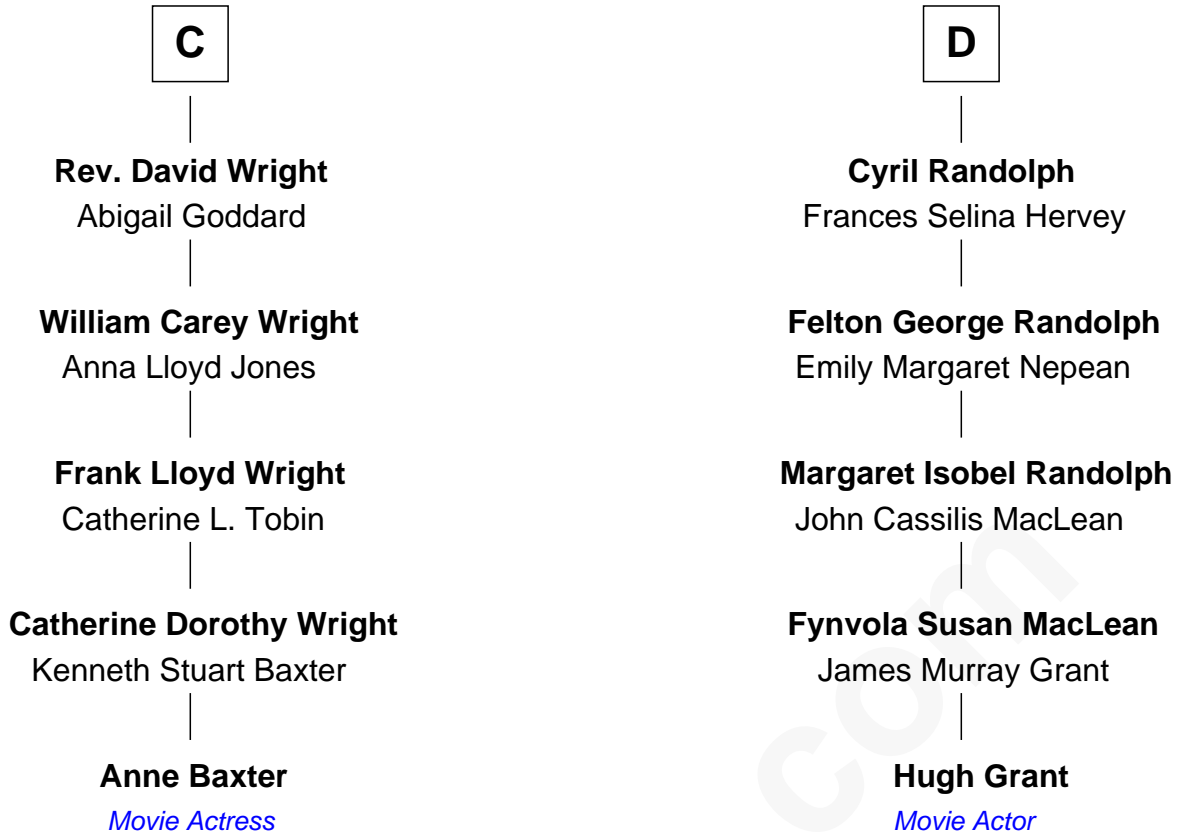 C
Rev. David Wright
Abigail Goddard
William Carey Wright
Anna Lloyd Jones
Frank Lloyd Wright
Catherine L. Tobin
Catherine Dorothy Wright
Kenneth Stuart Baxter
Anne Baxter
Movie Actress
D
Cyril Randolph
Frances Selina Hervey
Felton George Randolph
Emily Margaret Nepean
Margaret Isobel Randolph
John Cassilis MacLean
Fynvola Susan MacLean
James Murray Grant
Hugh Grant
Movie Actor
com